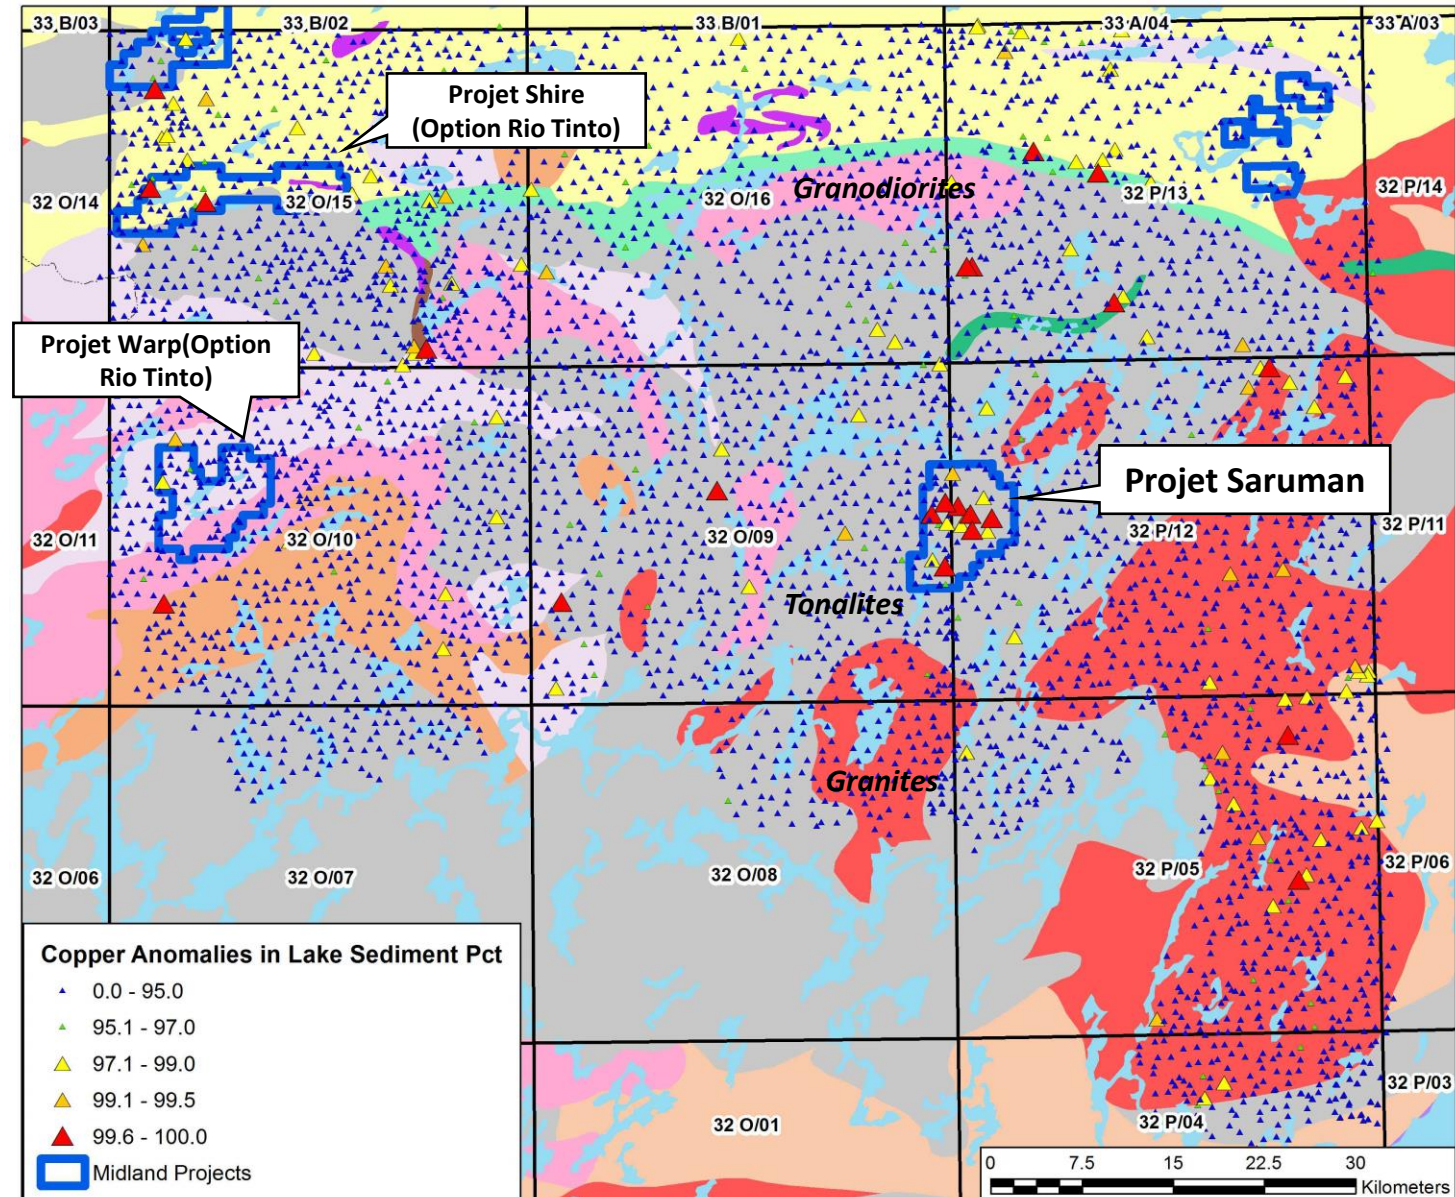 33 B/03
33 B/02
33 B/01
33 A/04
33 A/03
Projet Shire
(Option Rio Tinto)
32 O/14
32 O/15
32 O/16
Granodiorites
32 P/13
32 P/14
Projet Warp(Option
Rio Tinto)
Projet Saruman
32 O/11
32 O/10
32 O/09
32 P/12
32 P/11
Tonalites
Granites
32 O/06
32 O/07
32 O/08
32 P/05
32 P/06
Copper Anomalies in Lake Sediment Pct
0.0 - 95.0
95.1 - 97.0
97.1 - 99.0
99.1 - 99.5
99.6 - 100.0
Midland Projects
32 O/01
32 P/04
32 P/03
0 7.5 15 22.5 30
Kilometers